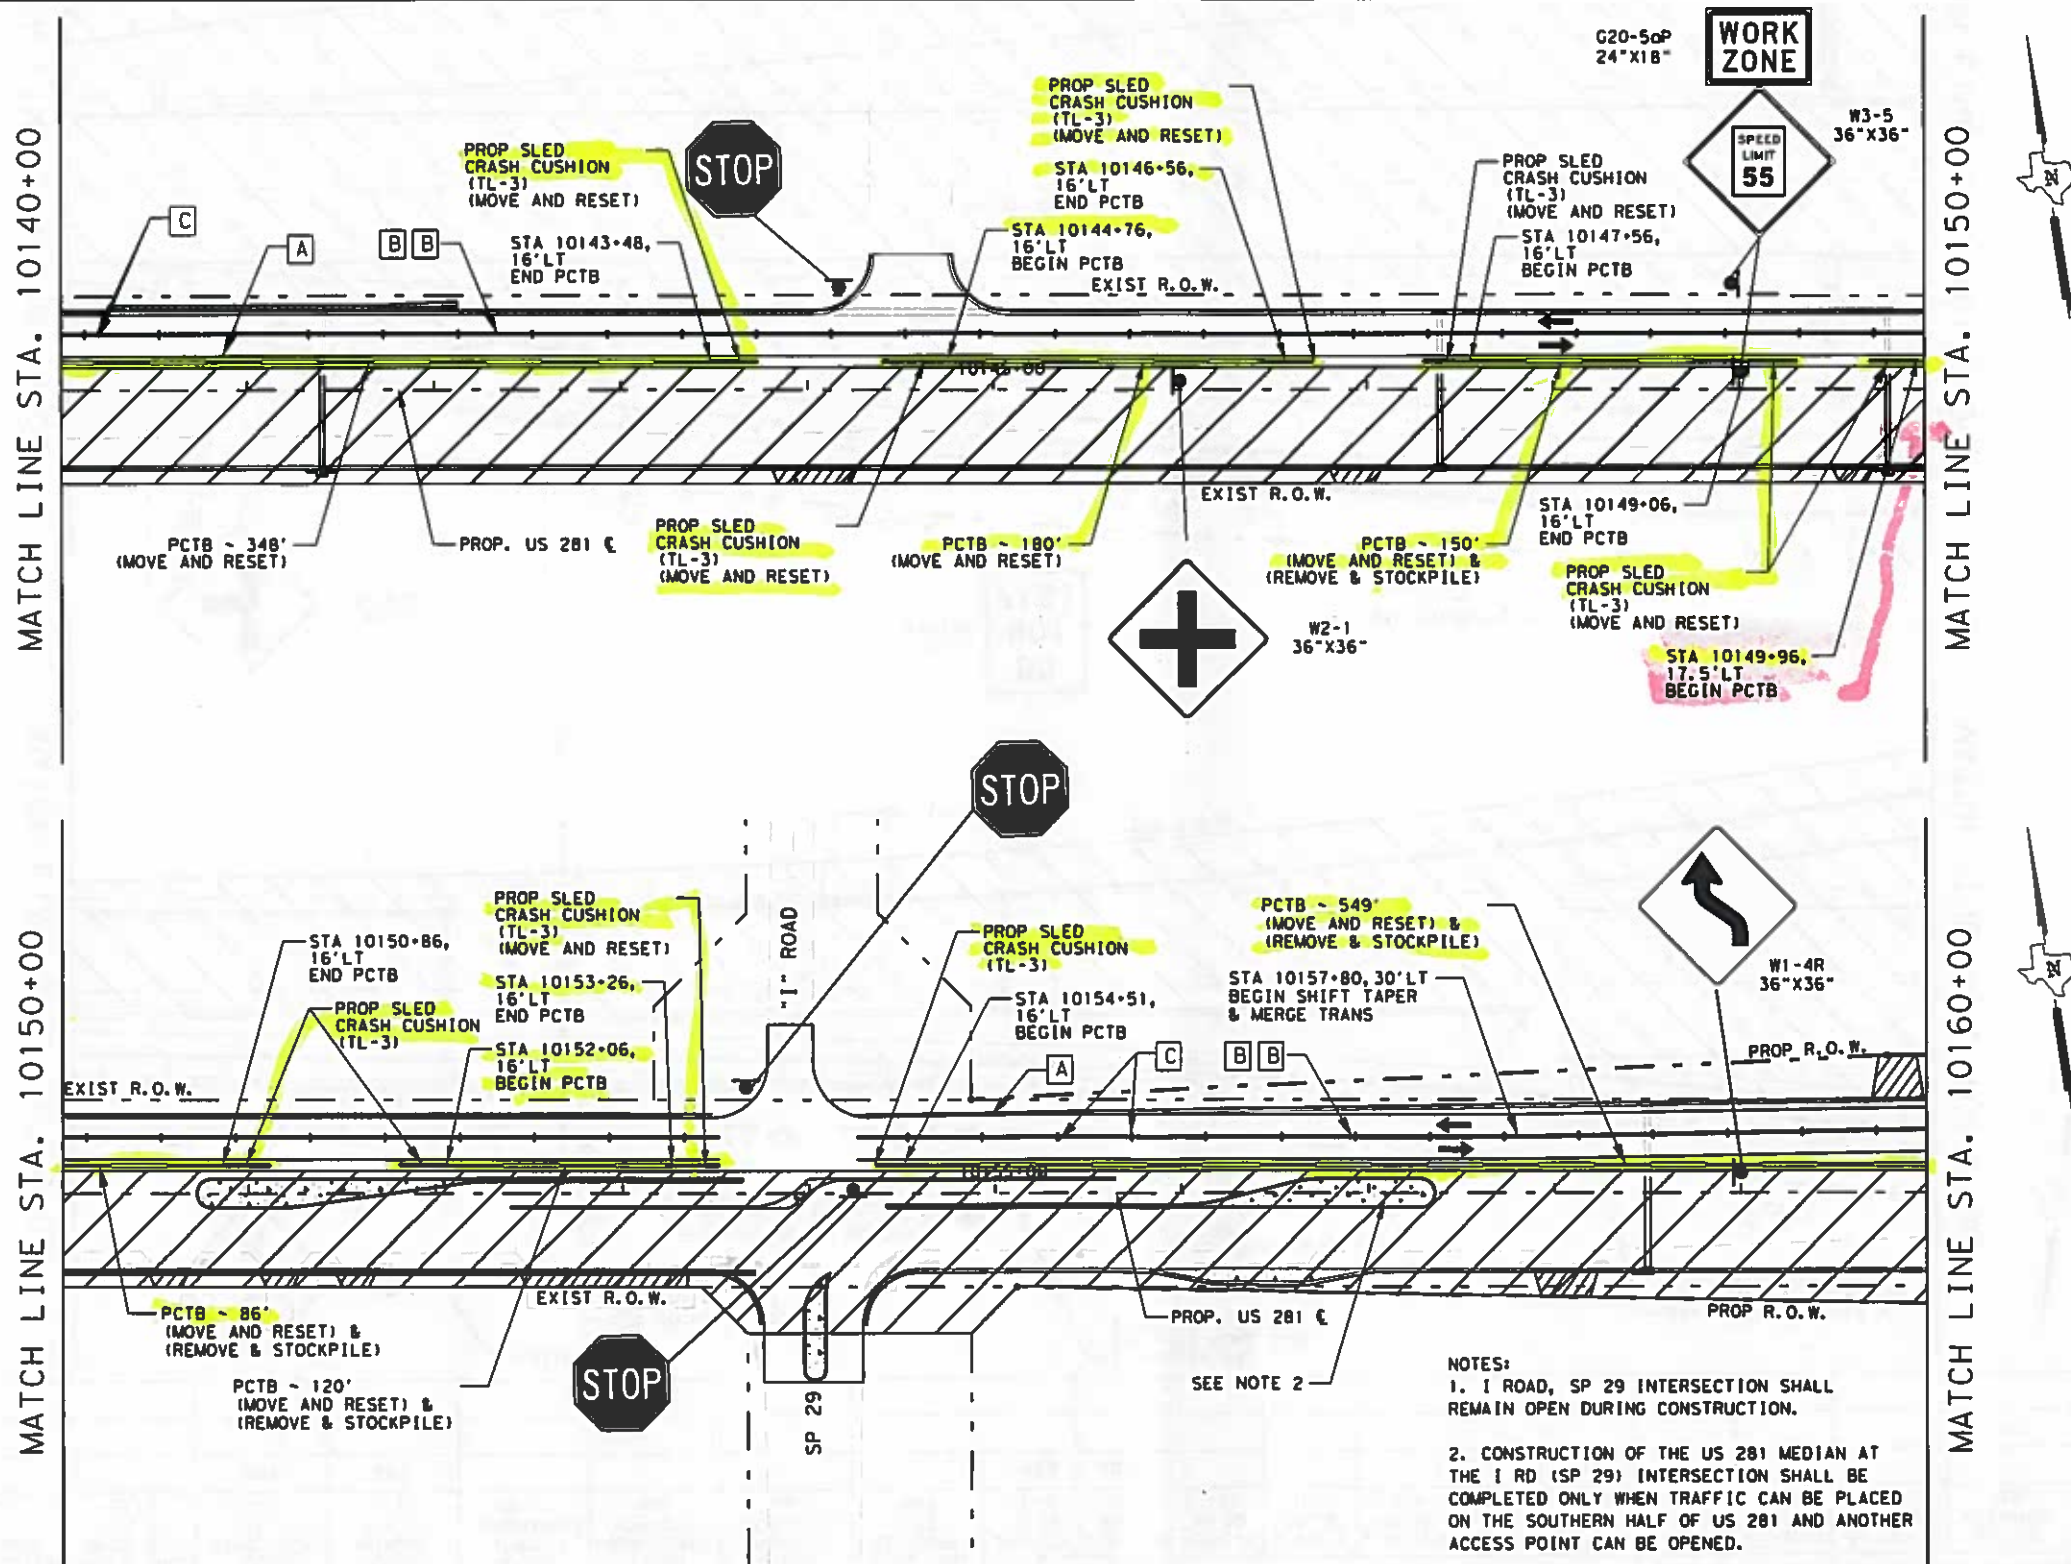 MATCH LINE STA. 10140+00
G20-5aP
24"X18"
WORK
ZONE
SPEED
LIMIT
55
W3-5
36"X36"
MATCH LINE STA. 10150+00
N
PROP SLED
CRASH CUSHION
(TL-3)
(MOVE AND RESET)
STOP
PROP SLED
CRASH CUSHION
(TL-3)
(MOVE AND RESET)
STA 10146+56,
16'LT
END PCTB
PROP SLED
CRASH CUSHION
(TL-3)
(MOVE AND RESET)
C
A
B B
STA 10143+48,
16'LT
END PCTB
STA 10144+76,
16'LT
BEGIN PCTB
STA 10147+56,
16'LT
BEGIN PCTB
EXIST R.O.W.
EXIST R.O.W.
PCTB ~ 348'
(MOVE AND RESET)
PROP. US 281 ℄
PROP SLED
CRASH CUSHION
(TL-3)
(MOVE AND RESET)
PCTB ~ 180'
(MOVE AND RESET)
PCTB ~ 150'
(MOVE AND RESET) &
(REMOVE & STOCKPILE)
STA 10149+06,
16'LT
END PCTB
PROP SLED
CRASH CUSHION
(TL-3)
(MOVE AND RESET)
W2-1
36"X36"
STA 10149+96,
17.5'LT
BEGIN PCTB
MATCH LINE STA. 10150+00
STOP
STA 10150+86,
16'LT
END PCTB
PROP SLED
CRASH CUSHION
(TL-3)
PROP SLED
CRASH CUSHION
(TL-3)
(MOVE AND RESET)
STA 10153+26,
16'LT
END PCTB
STA 10152+06,
16'LT
BEGIN PCTB
"I" ROAD
PROP SLED
CRASH CUSHION
(TL-3)
STA 10154+51,
16'LT
BEGIN PCTB
PCTB ~ 549'
(MOVE AND RESET) &
(REMOVE & STOCKPILE)
STA 10157+80, 30'LT
BEGIN SHIFT TAPER
& MERGE TRANS
W1-4R
36"X36"
MATCH LINE STA. 10160+00
N
A
C
B B
PROP R.O.W.
EXIST R.O.W.
EXIST R.O.W.
PCTB ~ 86'
(MOVE AND RESET) &
(REMOVE & STOCKPILE)
PCTB ~ 120'
(MOVE AND RESET) &
(REMOVE & STOCKPILE)
STOP
SP 29
PROP. US 281 ℄
SEE NOTE 2
PROP R.O.W.
NOTES:
1. I ROAD, SP 29 INTERSECTION SHALL
REMAIN OPEN DURING CONSTRUCTION.
2. CONSTRUCTION OF THE US 281 MEDIAN AT
THE I RD (SP 29) INTERSECTION SHALL BE
COMPLETED ONLY WHEN TRAFFIC CAN BE PLACED
ON THE SOUTHERN HALF OF US 281 AND ANOTHER
ACCESS POINT CAN BE OPENED.